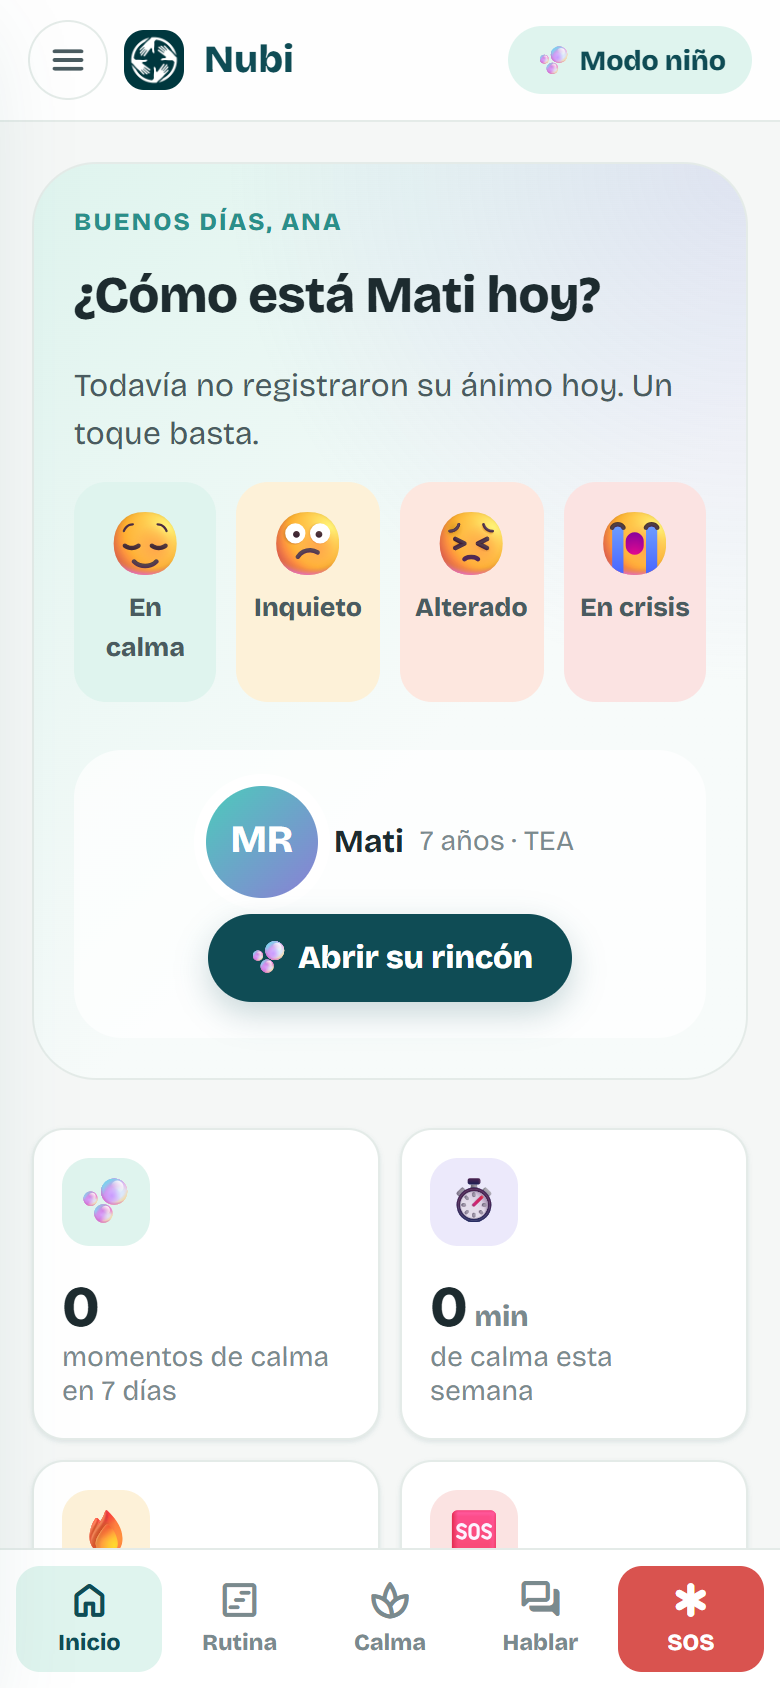 Nubi
Modo niño
BUENOS DÍAS, ANA
¿Cómo está Mati hoy?
Todavía no registraron su ánimo hoy. Un
toque basta.
En
calma
Inquieto
Alterado
En crisis
MR
Mati 7 años · TEA
Abrir su rincón
0
momentos de calma
en 7 días
0 min
de calma esta
semana
SOS
Inicio
Rutina
Calma
Hablar
SOS